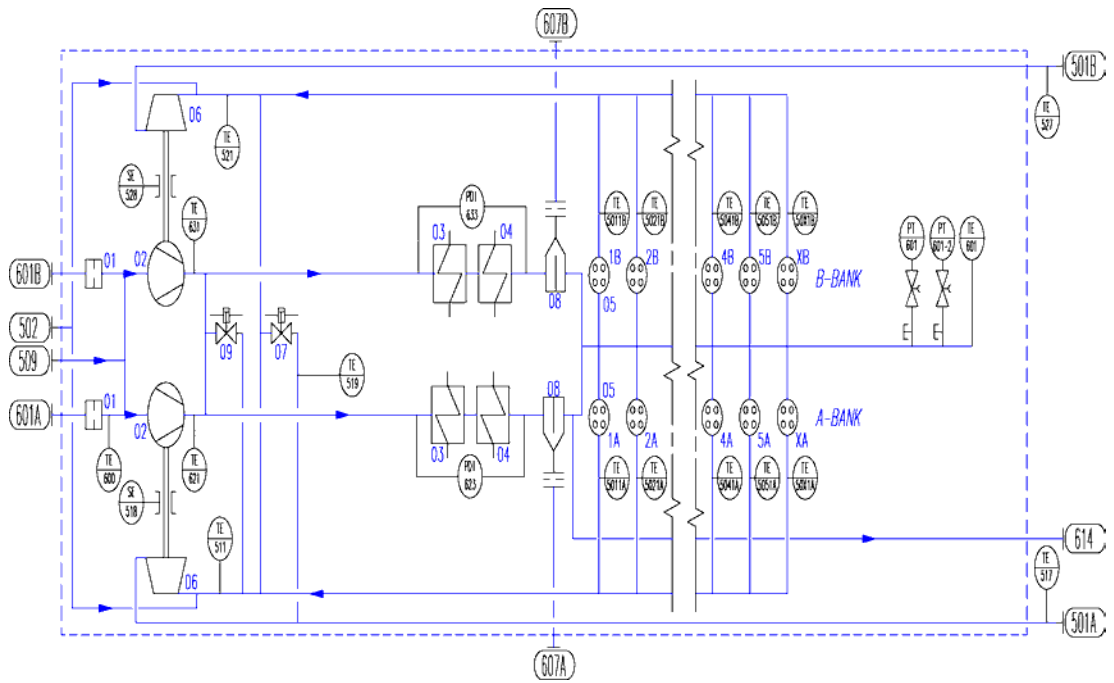 607B
501B
06
TE
521
TE
527
SE
528
TE
631
PDI
633
TE
5011B
TE
5021B
TE
5041B
TE
5051B
TE
50X1B
PT
601
PT
601-2
TE
601
03
04
1B
2B
4B
5B
XB
B-BANK
601B
01
02
08
05
502
09
07
509
TE
519
601A
01
02
08
05
A-BANK
03
04
1A
2A
4A
5A
XA
TE
600
TE
621
PDI
623
TE
5011A
TE
5021A
TE
5041A
TE
5051A
TE
50X1A
SE
518
TE
511
614
06
TE
517
501A
607A